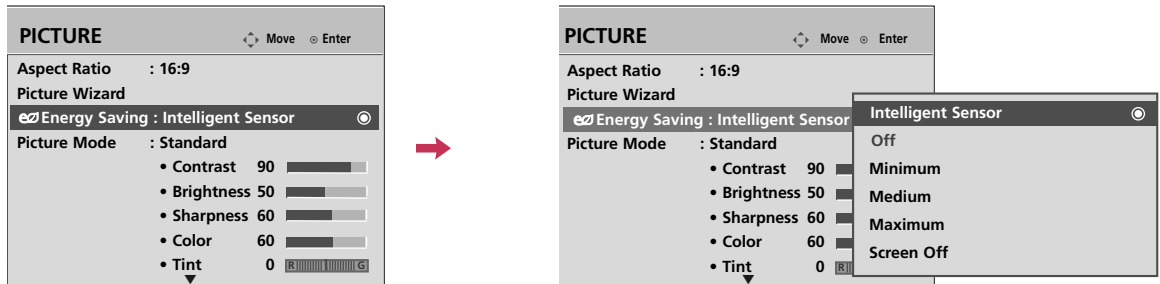 PICTURE
Move Enter
Aspect Ratio : 16:9
Picture Wizard
Energy Saving : Intelligent Sensor
Picture Mode : Standard
• Contrast 90
• Brightness 50
• Sharpness 60
• Color 60
• Tint 0 R G
PICTURE
Move Enter
Aspect Ratio : 16:9
Picture Wizard
Energy Saving : Intelligent Sensor
Picture Mode : Standard
• Contrast 90
• Brightness 50
• Sharpness 60
• Color 60
• Tint 0 R
Intelligent Sensor
Off
Minimum
Medium
Maximum
Screen Off